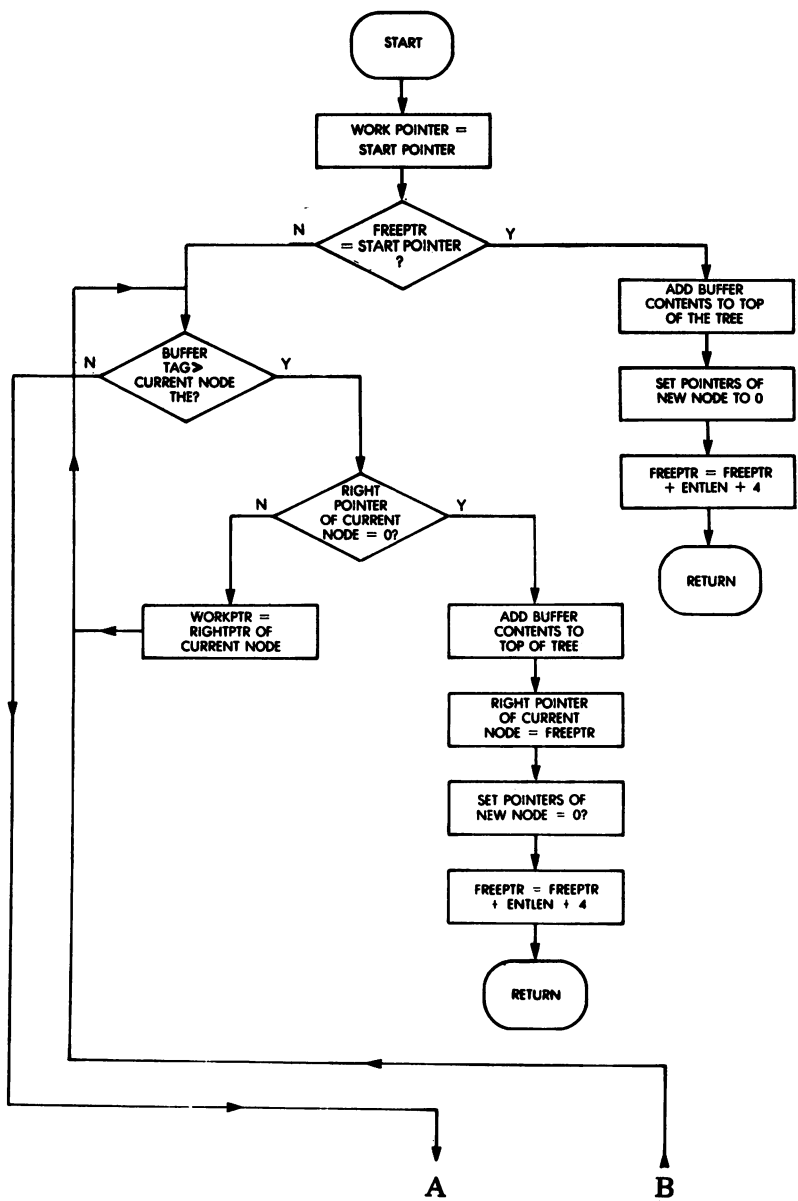 START
WORK POINTER =
START POINTER
FREEPTR
= START POINTER
?
N
Y
ADD BUFFER
CONTENTS TO TOP
OF THE TREE
SET POINTERS OF
NEW NODE TO 0
FREEPTR = FREEPTR
+ ENTLEN + 4
RETURN
BUFFER
TAG>
CURRENT NODE
THE?
N
Y
RIGHT
POINTER
OF CURRENT
NODE = 0?
N
Y
WORKPTR =
RIGHTPTR OF
CURRENT NODE
ADD BUFFER
CONTENTS TO
TOP OF TREE
RIGHT POINTER
OF CURRENT
NODE = FREEPTR
SET POINTERS OF
NEW NODE = 0?
FREEPTR = FREEPTR
+ ENTLEN + 4
RETURN
A
B